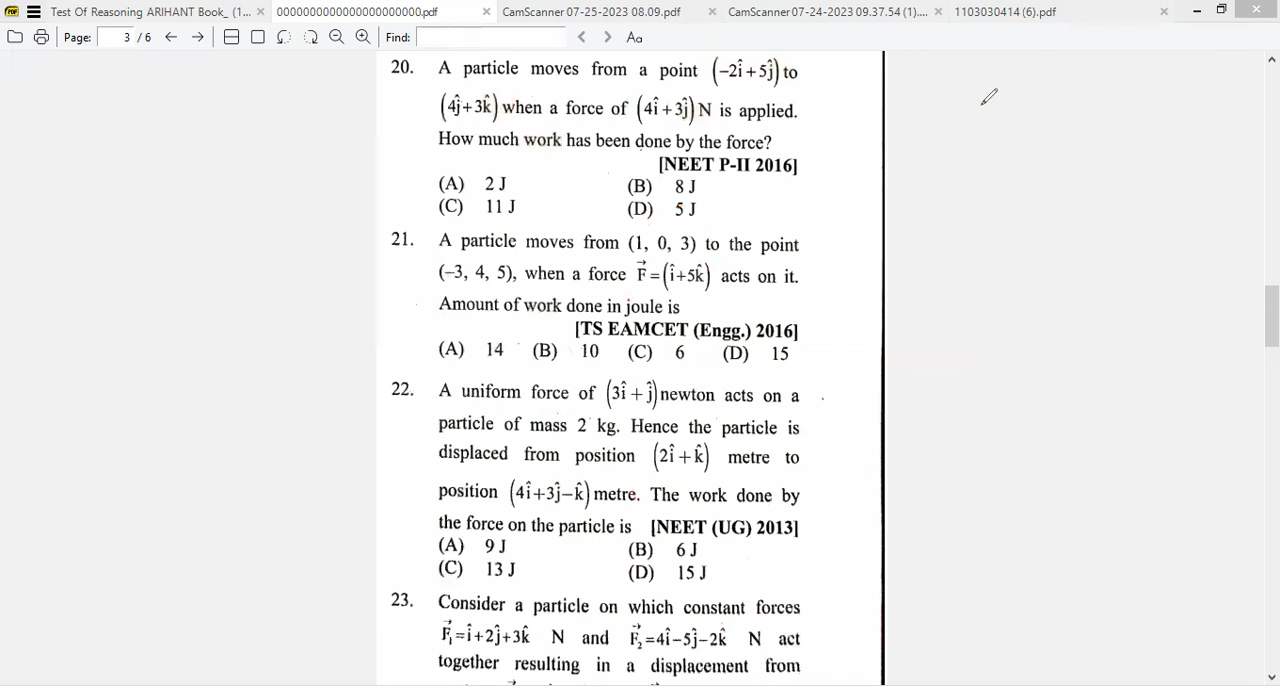 Test Of Reasoning ARIHANT Book_ (1... × 0000000000000000000000.pdf × CamScanner 07-25-2023 08.09.pdf × CamScanner 07-24-2023 09.37.54 (1).... × 1103030414 (6).pdf ×
Page: 3 / 6 Find: Aa
20. A particle moves from a point (−2î+5ĵ) to
(4ĵ+3k̂) when a force of (4î+3ĵ) N is applied.
How much work has been done by the force?
[NEET P-II 2016]
(A) 2 J (B) 8 J
(C) 11 J (D) 5 J
21. A particle moves from (1, 0, 3) to the point
(–3, 4, 5), when a force F⃗=(î+5k̂) acts on it.
Amount of work done in joule is
[TS EAMCET (Engg.) 2016]
(A) 14 (B) 10 (C) 6 (D) 15
22. A uniform force of (3î+ĵ) newton acts on a
particle of mass 2 kg. Hence the particle is
displaced from position (2î+k̂) metre to
position (4î+3ĵ−k̂) metre. The work done by
the force on the particle is [NEET (UG) 2013]
(A) 9 J (B) 6 J
(C) 13 J (D) 15 J
23. Consider a particle on which constant forces
F⃗₁=î+2ĵ+3k̂ N and F⃗₂=4î−5ĵ−2k̂ N act
together resulting in a displacement from